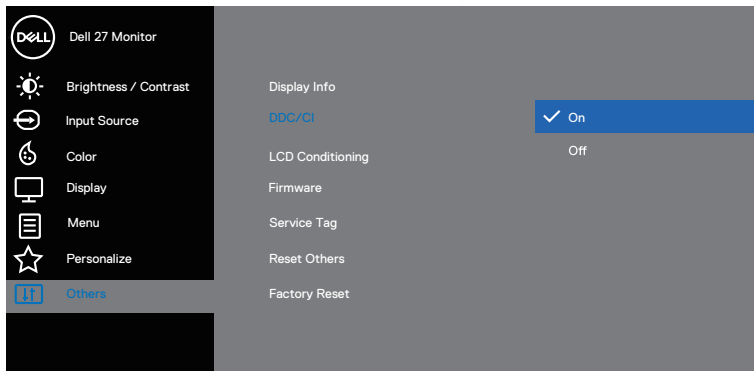 DELL
Dell 27 Monitor
Brightness / Contrast
Input Source
Color
Display
Menu
Personalize
Others
Display Info
DDC/CI
LCD Conditioning
Firmware
Service Tag
Reset Others
Factory Reset
On
Off